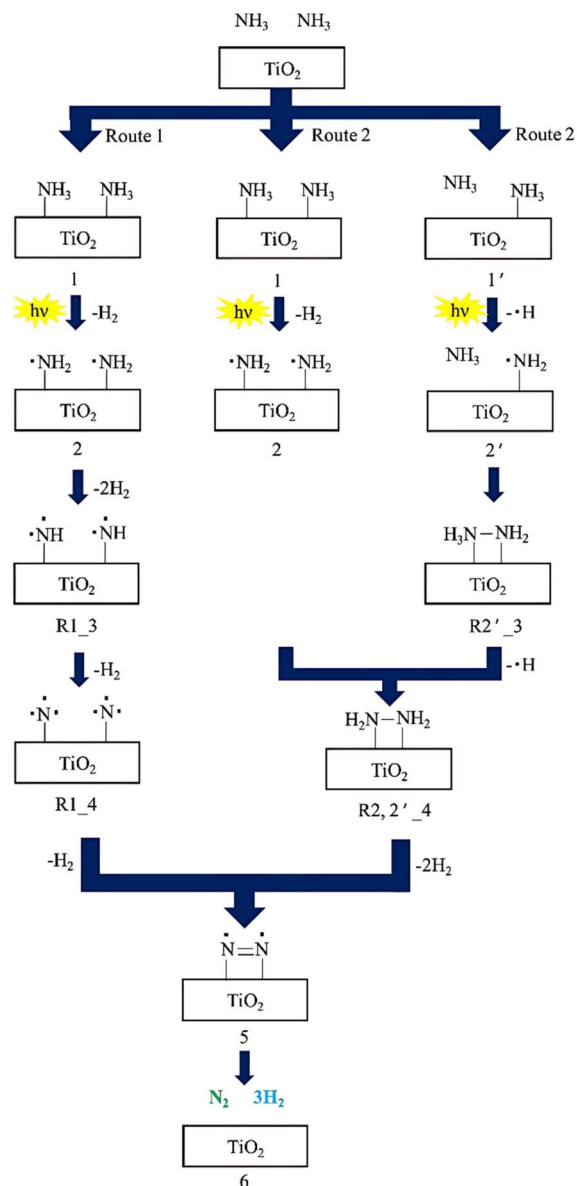 NH₃ NH₃
TiO₂
Route 1 Route 2 Route 2
NH₃ NH₃ NH₃ NH₃ NH₃ NH₃
TiO₂ TiO₂ TiO₂
1 1 1′
hν -H₂ hν -H₂ hν -·H
·NH₂ ·NH₂ ·NH₂ ·NH₂ NH₃ ·NH₂
TiO₂ TiO₂ TiO₂
2 2 2′
-2H₂
·ṄH ·ṄH H₃N–NH₂
TiO₂ TiO₂
R1_3 R2′_3
-H₂ -·H
·Ṅ· ·Ṅ· H₂N–NH₂
TiO₂ TiO₂
R1_4 R2, 2′_4
-H₂ -2H₂
Ṅ=Ṅ
TiO₂
5
N₂ 3H₂
TiO₂
6